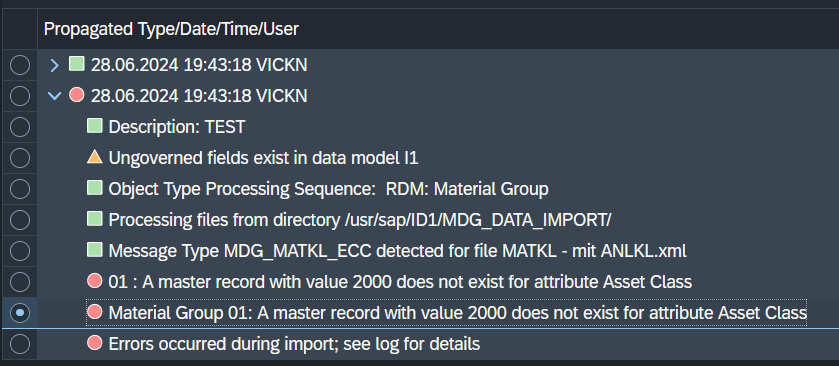 Propagated Type/Date/Time/User
28.06.2024 19:43:18 VICKN
28.06.2024 19:43:18 VICKN
Description: TEST
Ungoverned fields exist in data model I1
Object Type Processing Sequence:  RDM: Material Group
Processing files from directory /usr/sap/ID1/MDG_DATA_IMPORT/
Message Type MDG_MATKL_ECC detected for file MATKL - mit ANLKL.xml
01 : A master record with value 2000 does not exist for attribute Asset Class
Material Group 01: A master record with value 2000 does not exist for attribute Asset Class
Errors occurred during import; see log for details